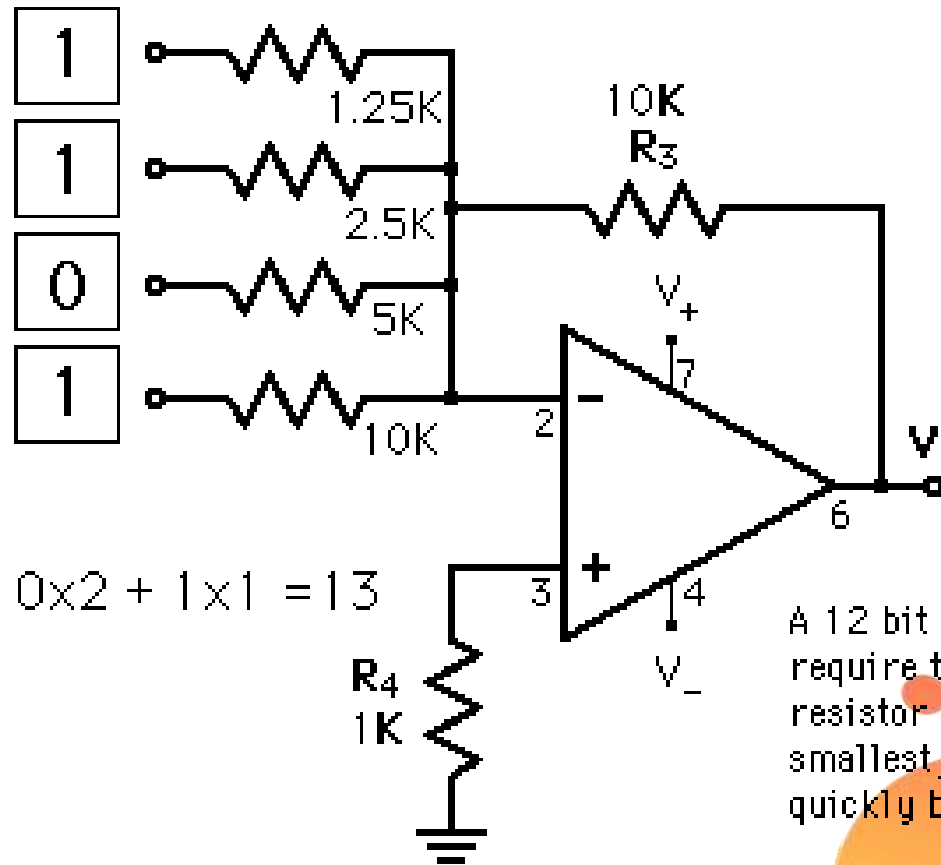 1
1.25K
1
2.5K
0
5K
1
10K
10K
R3
V+
7
2
-
6
V
3
+
4
V_
0x2 + 1x1 =13
R4
1K
A 12 bit
require
resistor
smallest
quickly